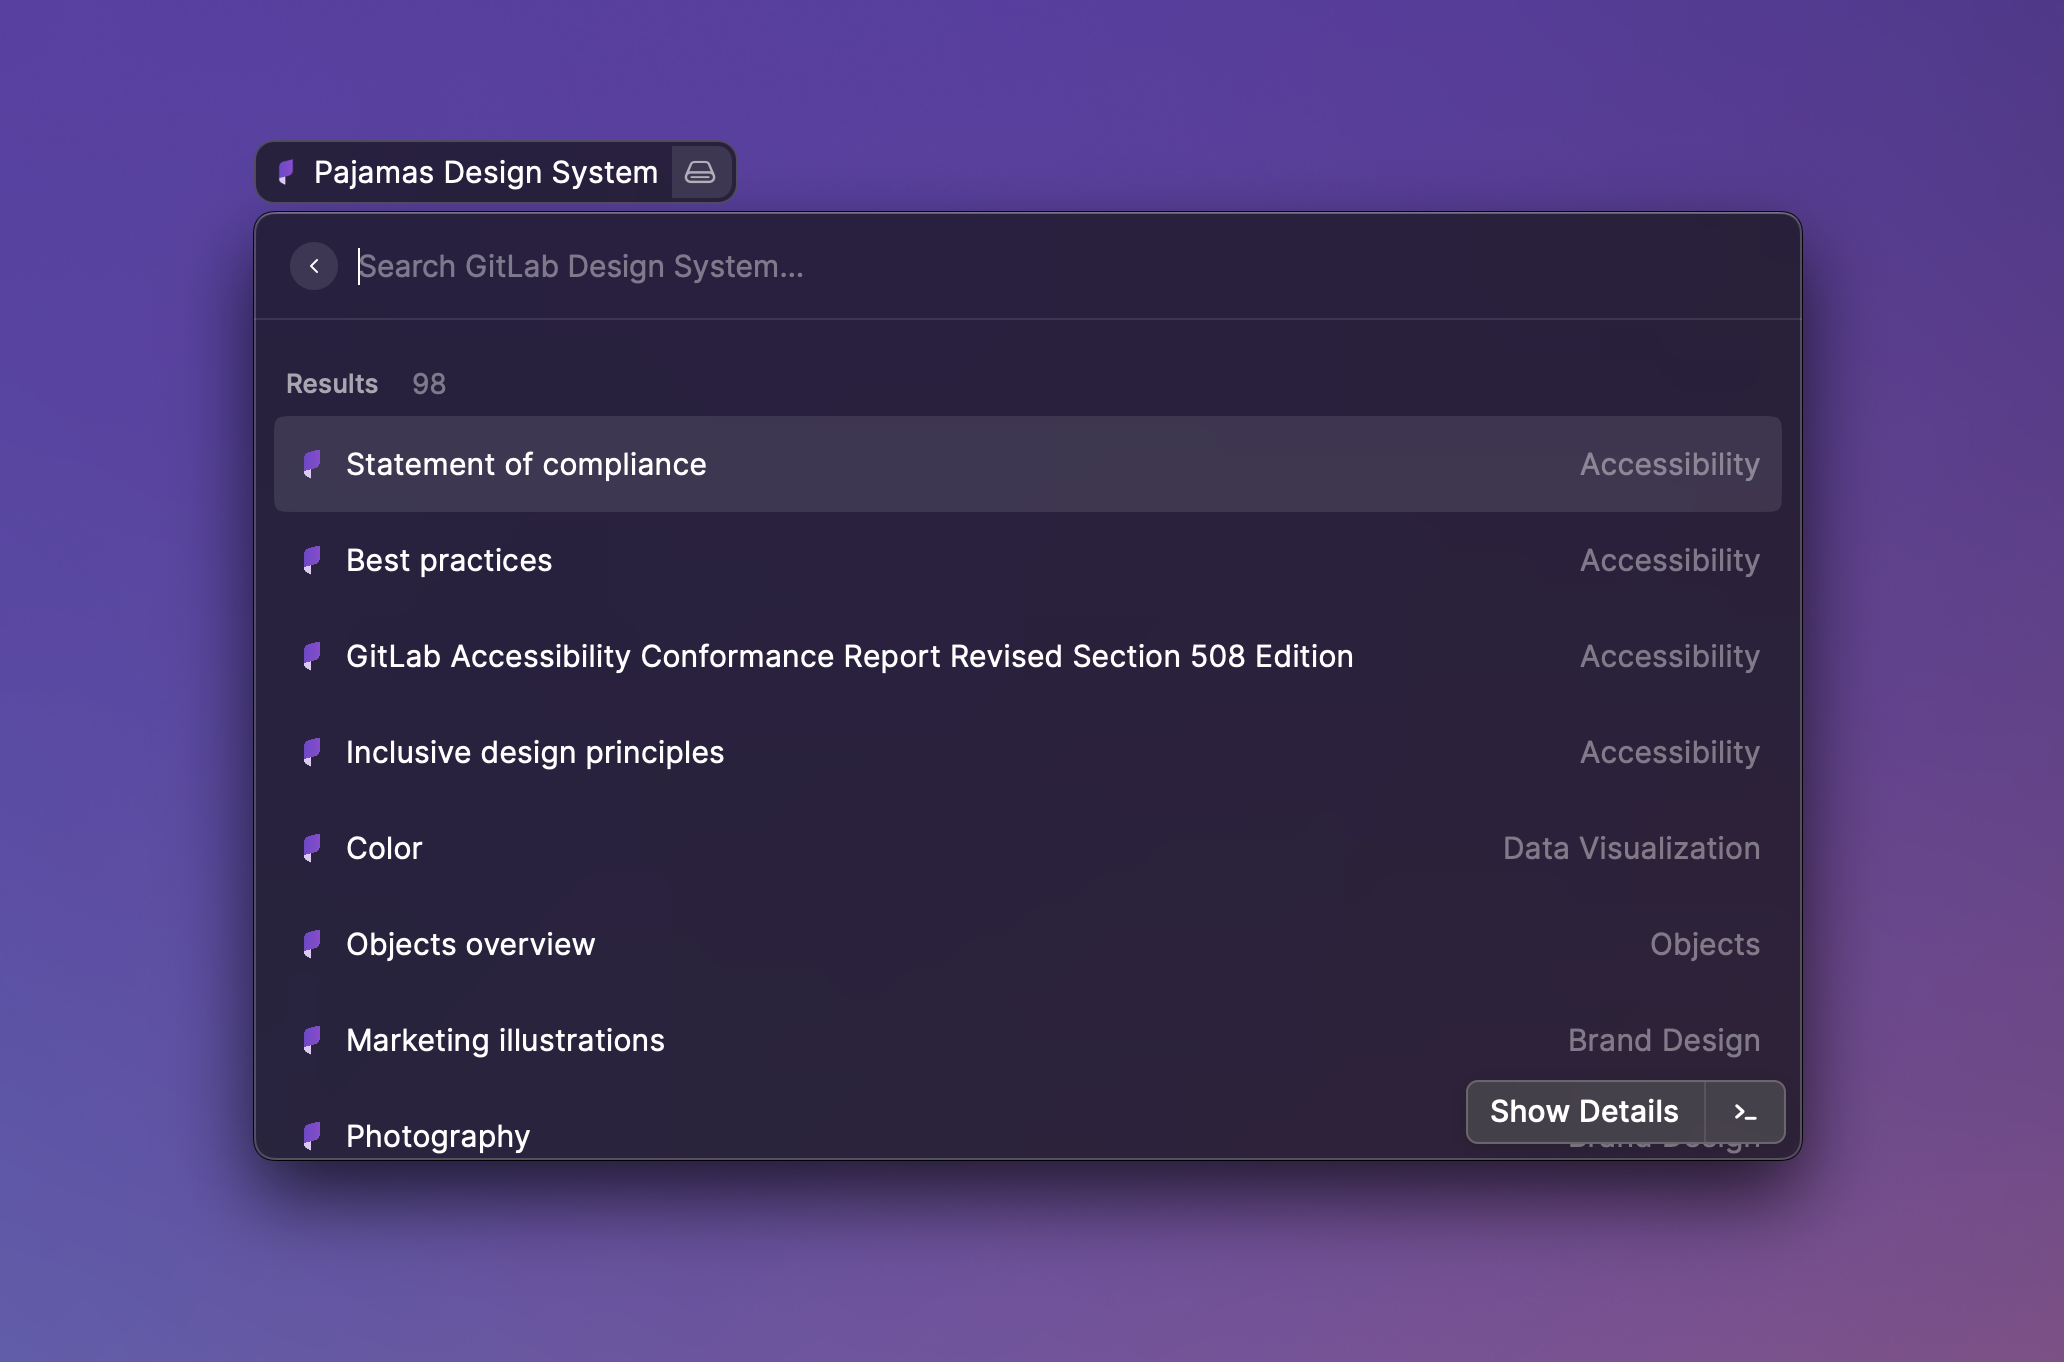 Pajamas Design System
Search GitLab Design System...
Results 98
Statement of compliance Accessibility
Best practices Accessibility
GitLab Accessibility Conformance Report Revised Section 508 Edition Accessibility
Inclusive design principles Accessibility
Color Data Visualization
Objects overview Objects
Marketing illustrations Brand Design
Show Details >_
Photography Brand Design